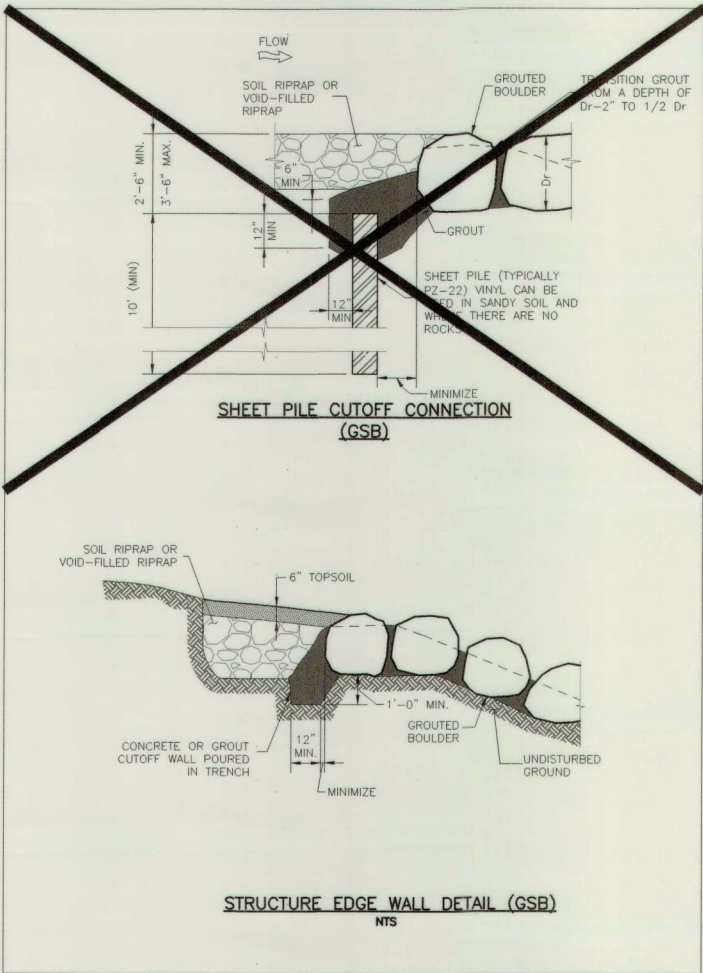 FLOW
SOIL RIPRAP OR
VOID-FILLED
RIPRAP
GROUTED
BOULDER
TRANSITION GROUT
FROM A DEPTH OF
Dr-2" TO 1/2 Dr
2'-6" MIN.
3'-6" MAX.
6"
MIN
Dr
12"
MIN
GROUT
10' (MIN)
SHEET PILE (TYPICALLY
PZ-22) VINYL CAN BE
USED IN SANDY SOIL AND
WHERE THERE ARE NO
ROCKS
12"
MIN
MINIMIZE
SHEET PILE CUTOFF CONNECTION
(GSB)
SOIL RIPRAP OR
VOID-FILLED RIPRAP
6" TOPSOIL
1'-0" MIN.
GROUTED
BOULDER
CONCRETE OR GROUT
CUTOFF WALL POURED
IN TRENCH
12"
MIN.
UNDISTURBED
GROUND
MINIMIZE
STRUCTURE EDGE WALL DETAIL (GSB)
NTS